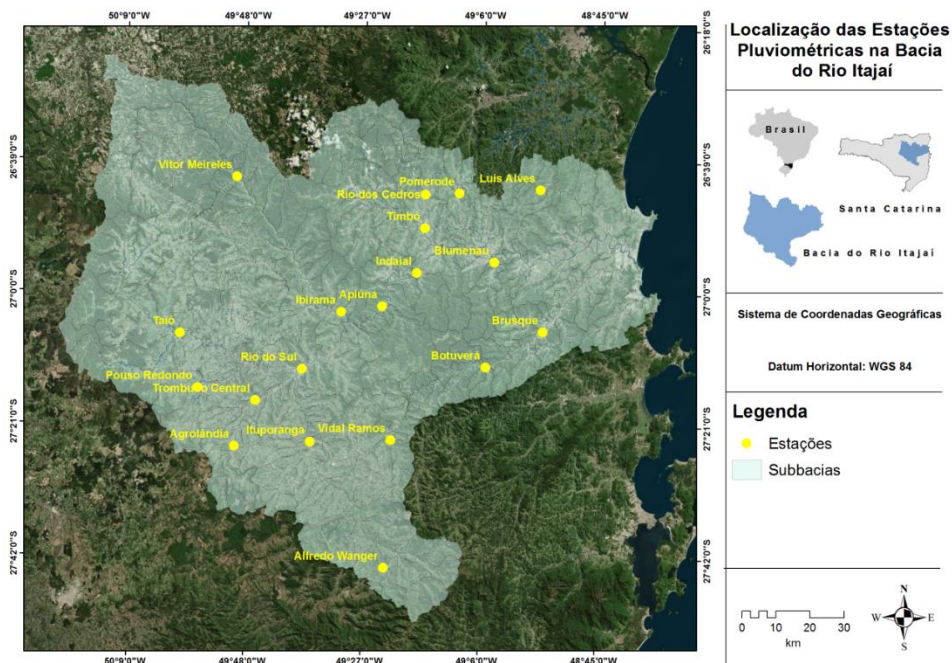 50°9'0"W
49°48'0"W
49°27'0"W
49°6'0"W
48°45'0"W
26°18'0"S
26°39'0"S
26°39'0"S
27°0'0"S
27°0'0"S
27°21'0"S
27°21'0"S
27°42'0"S
27°42'0"S
Vitor Meireles
Pomerode
Luis Alves
Rio dos Cedros
Timbó
Blumenau
Indaial
Ibirama
Apiúna
Taió
Brusque
Rio do Sul
Botuverá
Pouso Redondo
Trombudo Central
Agrolândia
Ituporanga
Vidal Ramos
Alfredo Wanger
50°9'0"W
49°48'0"W
49°27'0"W
49°6'0"W
48°45'0"W
Localização das Estações
Pluviométricas na Bacia
do Rio Itajaí
Brasil
Santa Catarina
Bacia do Rio Itajaí
Sistema de Coordenadas Geográficas
Datum Horizontal: WGS 84
Legenda
Estações
Subbacias
0 10 20 30
km
N
W E
S